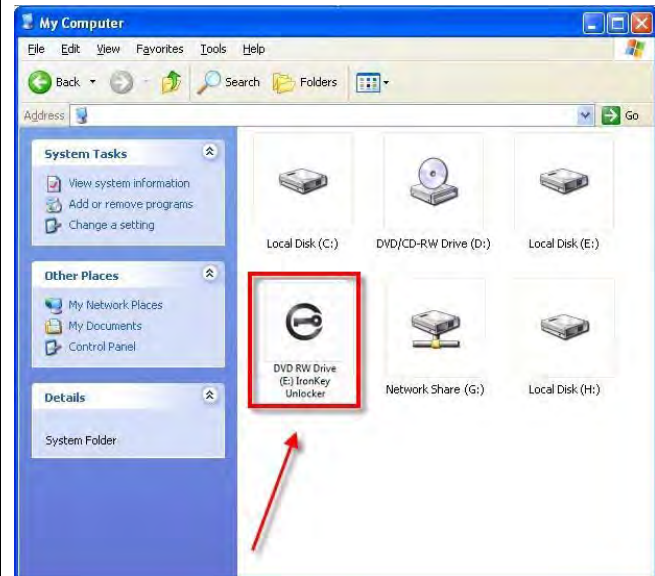 My Computer
File Edit View Favorites Tools Help
Back Search Folders
Address Go
System Tasks
View system information
Add or remove programs
Change a setting
Other Places
My Network Places
My Documents
Control Panel
Details
System Folder
Local Disk (C:) DVD/CD-RW Drive (D:) Local Disk (E:)
DVD RW Drive
(E:) IronKey
Unlocker
Network Share (G:) Local Disk (H:)